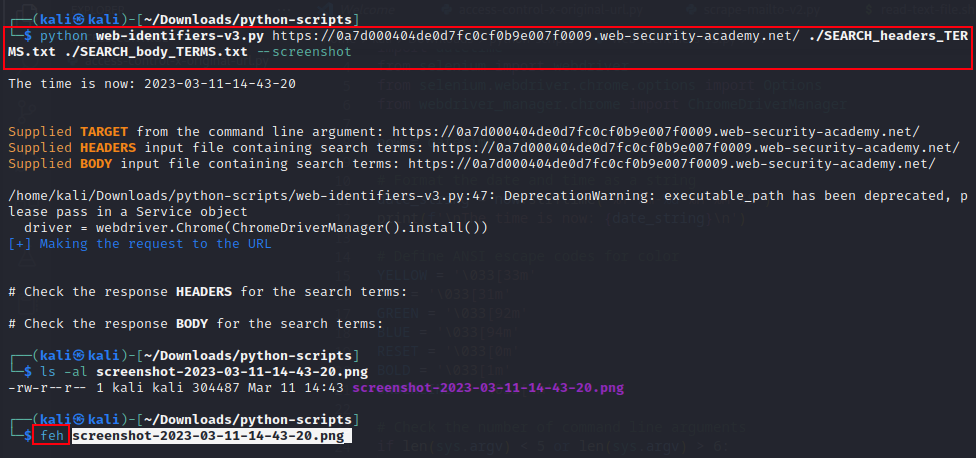 ┌──(kali㉿kali)-[~/Downloads/python-scripts]
└─$ python web-identifiers-v3.py https://0a7d000404de0d7fc0cf0b9e007f0009.web-security-academy.net/ ./SEARCH_headers_TER
MS.txt ./SEARCH_body_TERMS.txt --screenshot
The time is now: 2023-03-11-14-43-20
Supplied TARGET from the command line argument: https://0a7d000404de0d7fc0cf0b9e007f0009.web-security-academy.net/
Supplied HEADERS input file containing search terms: https://0a7d000404de0d7fc0cf0b9e007f0009.web-security-academy.net/
Supplied BODY input file containing search terms: https://0a7d000404de0d7fc0cf0b9e007f0009.web-security-academy.net/
/home/kali/Downloads/python-scripts/web-identifiers-v3.py:47: DeprecationWarning: executable_path has been deprecated, p
lease pass in a Service object
driver = webdriver.Chrome(ChromeDriverManager().install())
[+] Making the request to the URL
# Check the response HEADERS for the search terms:
# Check the response BODY for the search terms:
┌──(kali㉿kali)-[~/Downloads/python-scripts]
└─$ ls -al screenshot-2023-03-11-14-43-20.png
-rw-r--r-- 1 kali kali 304487 Mar 11 14:43 screenshot-2023-03-11-14-43-20.png
┌──(kali㉿kali)-[~/Downloads/python-scripts]
└─$ feh screenshot-2023-03-11-14-43-20.png